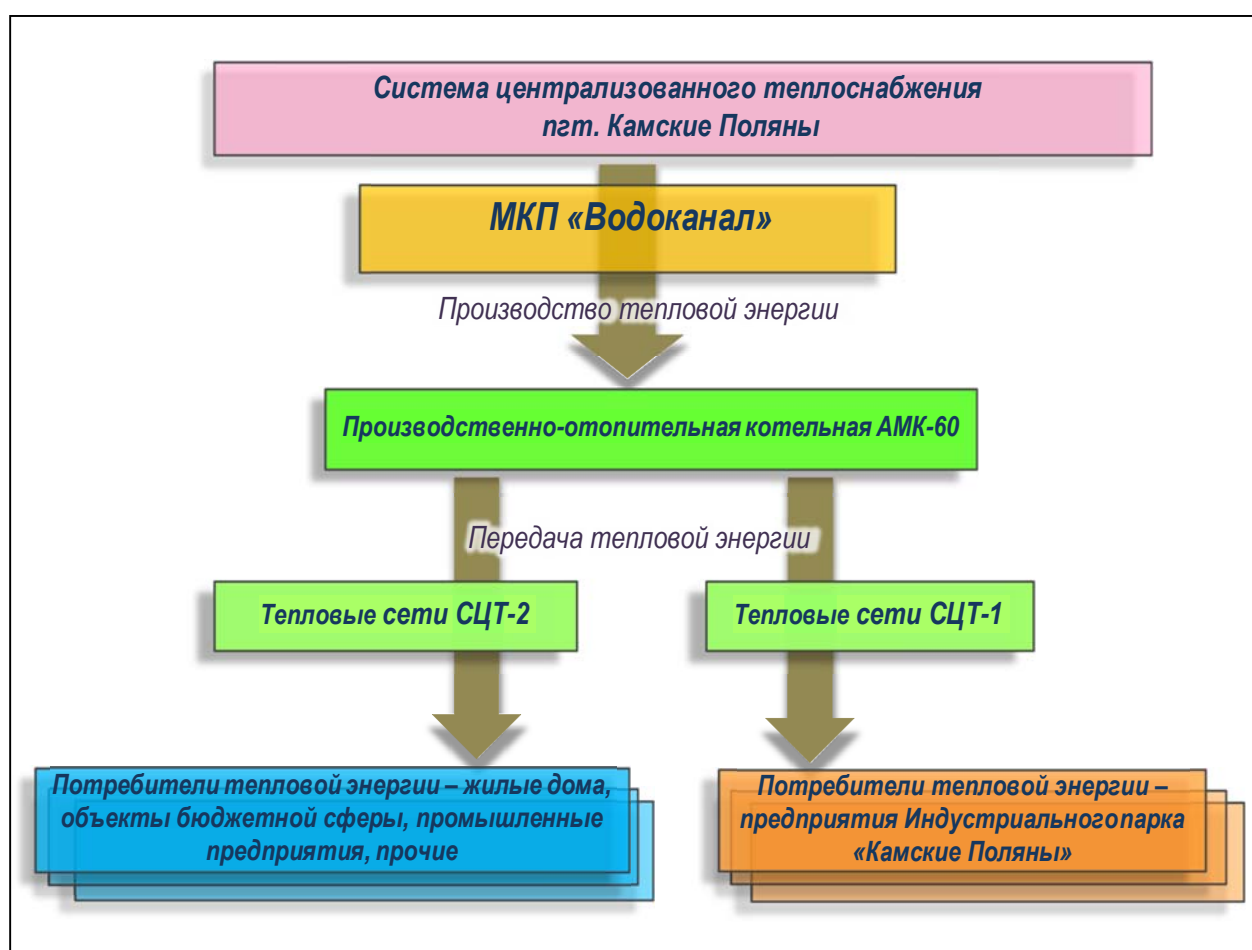 Система централизованного теплоснабжения
пгт. Камские Поляны
МКП «Водоканал»
Производство тепловой энергии
Производственно-отопительная котельная АМК-60
Передача тепловой энергии
Тепловые сети СЦТ-2
Тепловые сети СЦТ-1
Потребители тепловой энергии – жилые дома,
объекты бюджетной сферы, промышленные
предприятия, прочие
Потребители тепловой энергии –
предприятия Индустриального парка
«Камские Поляны»